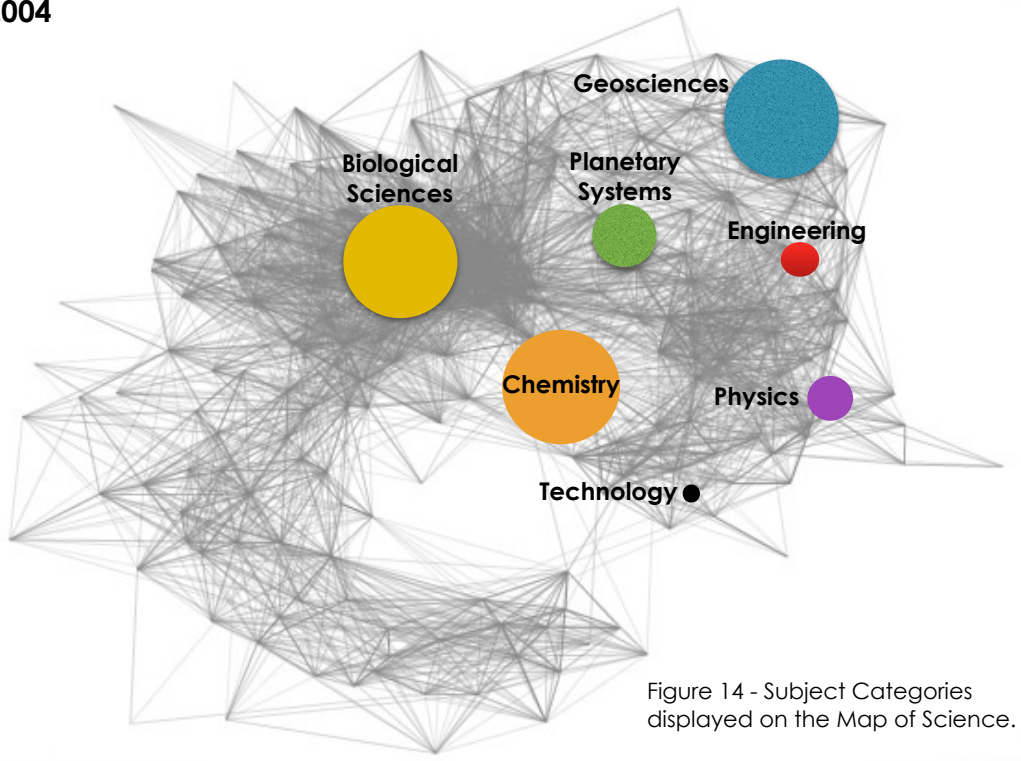 004
Geosciences
Biological
Sciences
Planetary
Systems
Engineering
Chemistry
Physics
Technology
Figure 14 - Subject Categories
displayed on the Map of Science.